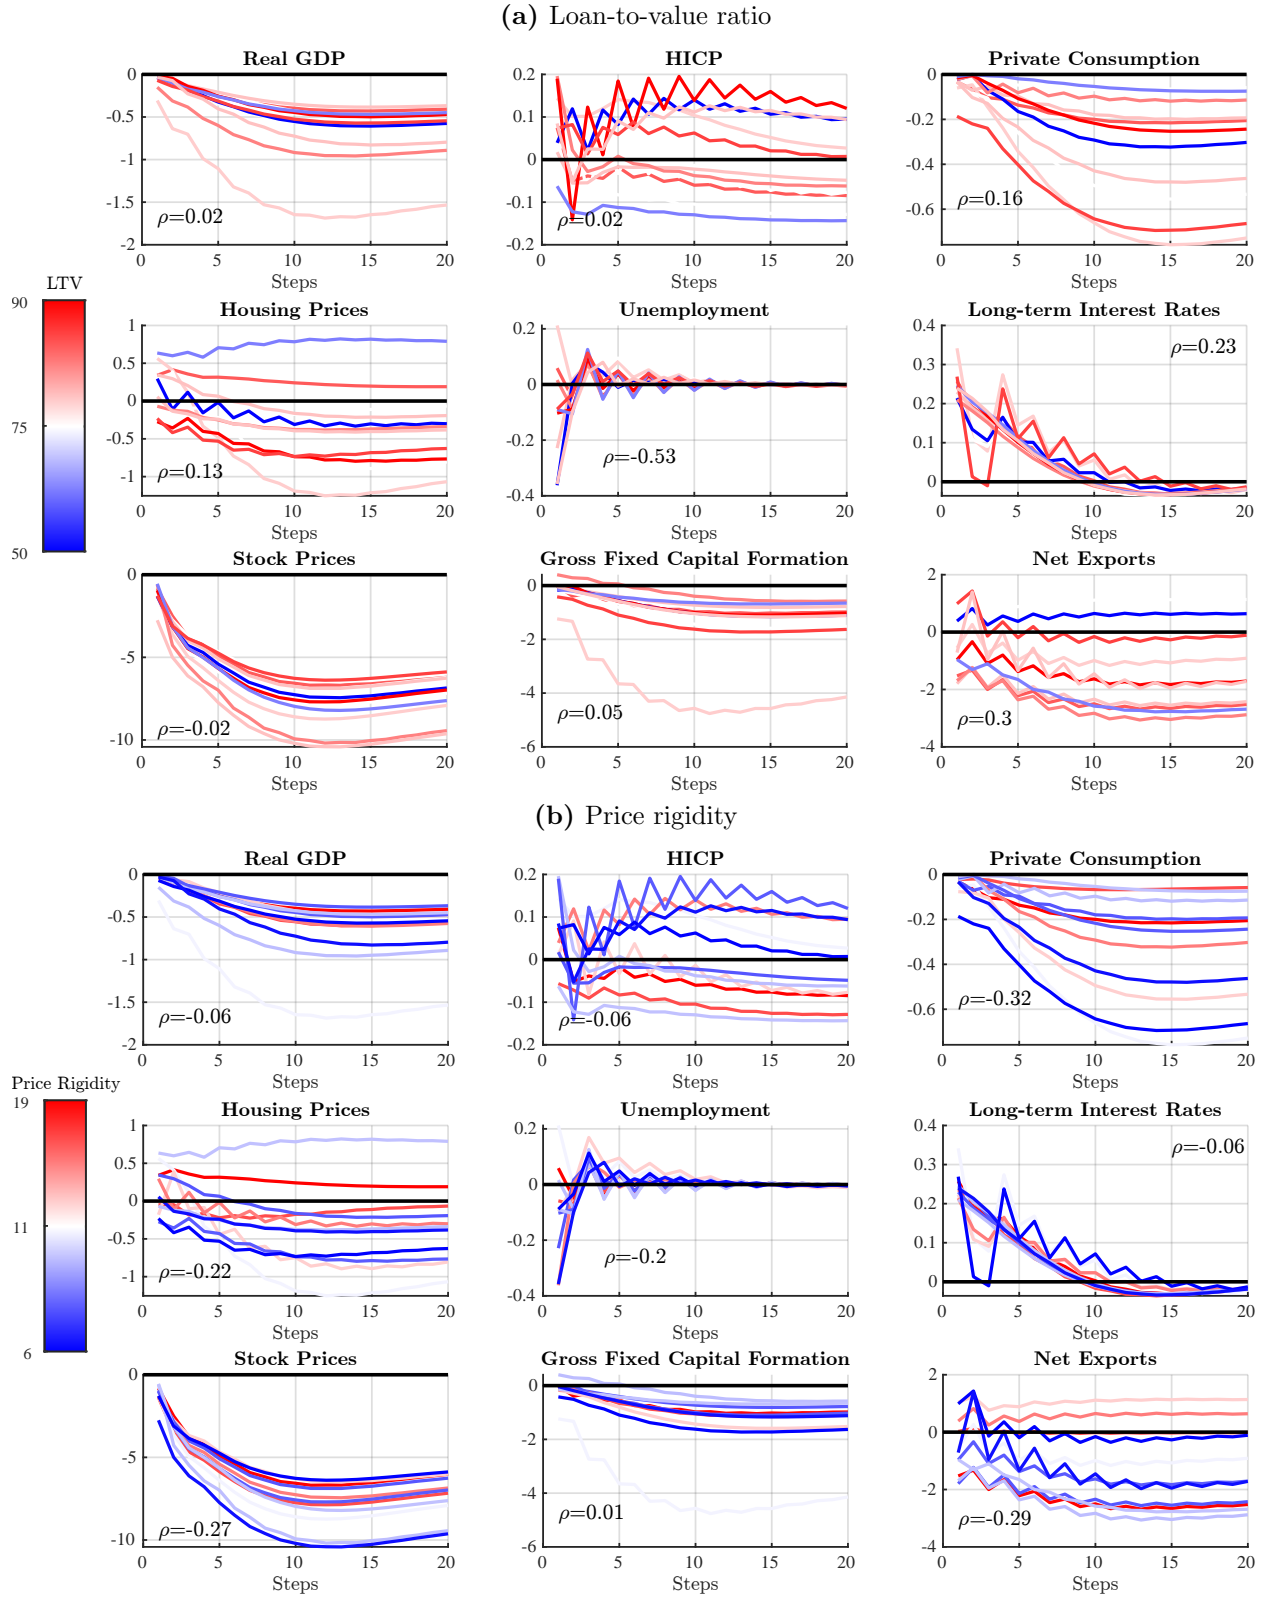 (a) Loan-to-value ratio
Real GDP
HICP
Private Consumption
0
-0.5
-1
-1.5
-2
ρ=0.02
0 5 10 15 20
Steps
0.2
0.1
0
-0.1
-0.2
ρ=0.02
0 5 10 15 20
Steps
0
-0.2
-0.4
-0.6
ρ=0.16
0 5 10 15 20
Steps
LTV
90
75
50
Housing Prices
Unemployment
Long-term Interest Rates
1
0.5
0
-0.5
-1
ρ=0.13
0 5 10 15 20
Steps
0.2
0
-0.2
-0.4
ρ=-0.53
0 5 10 15 20
Steps
0.4
0.3
0.2
0.1
0
ρ=0.23
0 5 10 15 20
Steps
Stock Prices
Gross Fixed Capital Formation
Net Exports
0
-5
-10
ρ=-0.02
0 5 10 15 20
Steps
0
-2
-4
-6
ρ=0.05
0 5 10 15 20
Steps
2
0
-2
-4
ρ=0.3
0 5 10 15 20
Steps
(b) Price rigidity
Real GDP
HICP
Private Consumption
0
-0.5
-1
-1.5
-2
ρ=-0.06
0 5 10 15 20
Steps
0.2
0.1
0
-0.1
-0.2
ρ=-0.06
0 5 10 15 20
Steps
0
-0.2
-0.4
-0.6
ρ=-0.32
0 5 10 15 20
Steps
Price Rigidity
19
11
6
Housing Prices
Unemployment
Long-term Interest Rates
1
0.5
0
-0.5
-1
ρ=-0.22
0 5 10 15 20
Steps
0.2
0
-0.2
-0.4
ρ=-0.2
0 5 10 15 20
Steps
0.4
0.3
0.2
0.1
0
ρ=-0.06
0 5 10 15 20
Steps
Stock Prices
Gross Fixed Capital Formation
Net Exports
0
-5
-10
ρ=-0.27
0 5 10 15 20
Steps
0
-2
-4
-6
ρ=0.01
0 5 10 15 20
Steps
2
0
-2
-4
ρ=-0.29
0 5 10 15 20
Steps